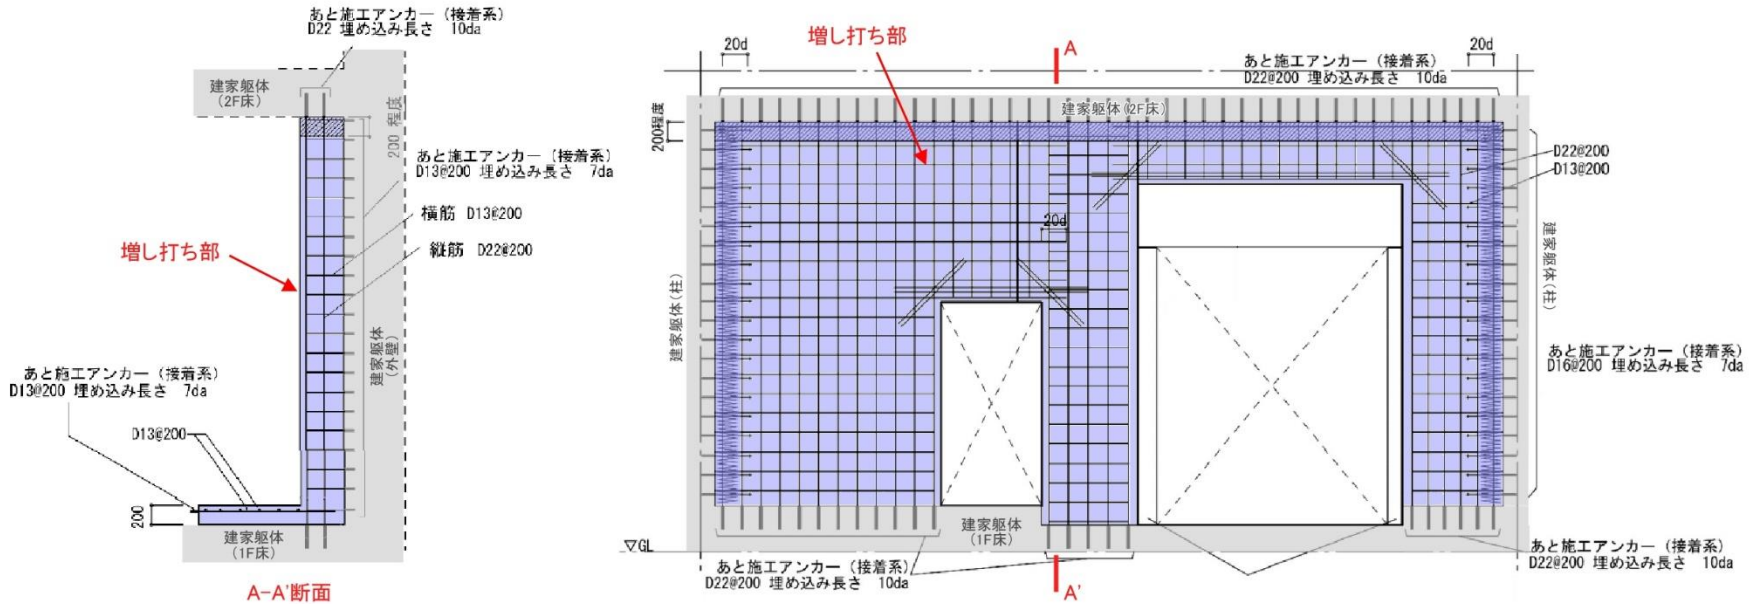 あと施工アンカー（接着系）
D22 埋め込み長さ 10da
建家躯体
(2F床)
200 程度
あと施工アンカー（接着系）
D13@200 埋め込み長さ 7da
横筋 D13@200
縦筋 D22@200
増し打ち部
建家躯体
(外壁)
あと施工アンカー（接着系）
D13@200 埋め込み長さ 7da
D13@200
200
建家躯体
(1F床)
A-A'断面
20d
増し打ち部
A
20d
あと施工アンカー（接着系）
D22@200 埋め込み長さ 10da
建家躯体(2F床)
200程度
D22@200
D13@200
20d
建家躯体(柱)
建家躯体(柱)
あと施工アンカー（接着系）
D16@200 埋め込み長さ 7da
建家躯体
(1F床)
▽GL
あと施工アンカー（接着系）
D22@200 埋め込み長さ 10da
A'
あと施工アンカー（接着系）
D22@200 埋め込み長さ 10da